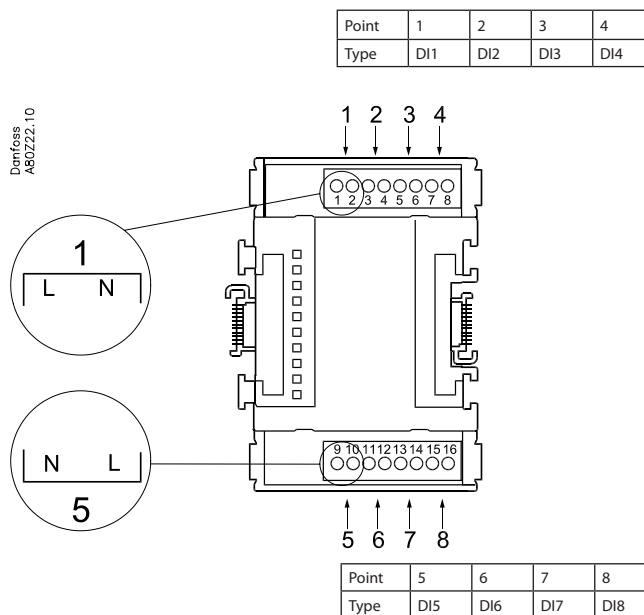 Point 1 2 3 4
Type DI1 DI2 DI3 DI4
Danfoss
A80Z22.10
1 2 3 4
1 2 3 4 5 6 7 8
1
L N
N L
5
9 10 11 12 13 14 15 16
5 6 7 8
Point 5 6 7 8
Type DI5 DI6 DI7 DI8